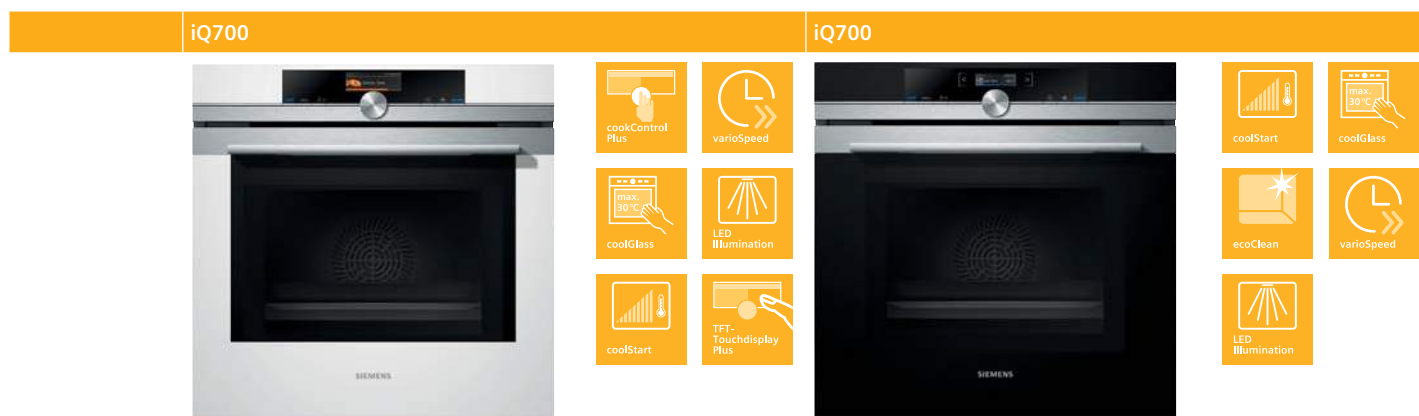 iQ700
iQ700
cookControl
Plus
varioSpeed
max.
30°C
coolGlass
LED
Illumination
coolStart
TFT-
Touchdisplay
Plus
SIEMENS
coolStart
max.
30°C
coolGlass
ecoClean
varioSpeed
LED
Illumination
SIEMENS